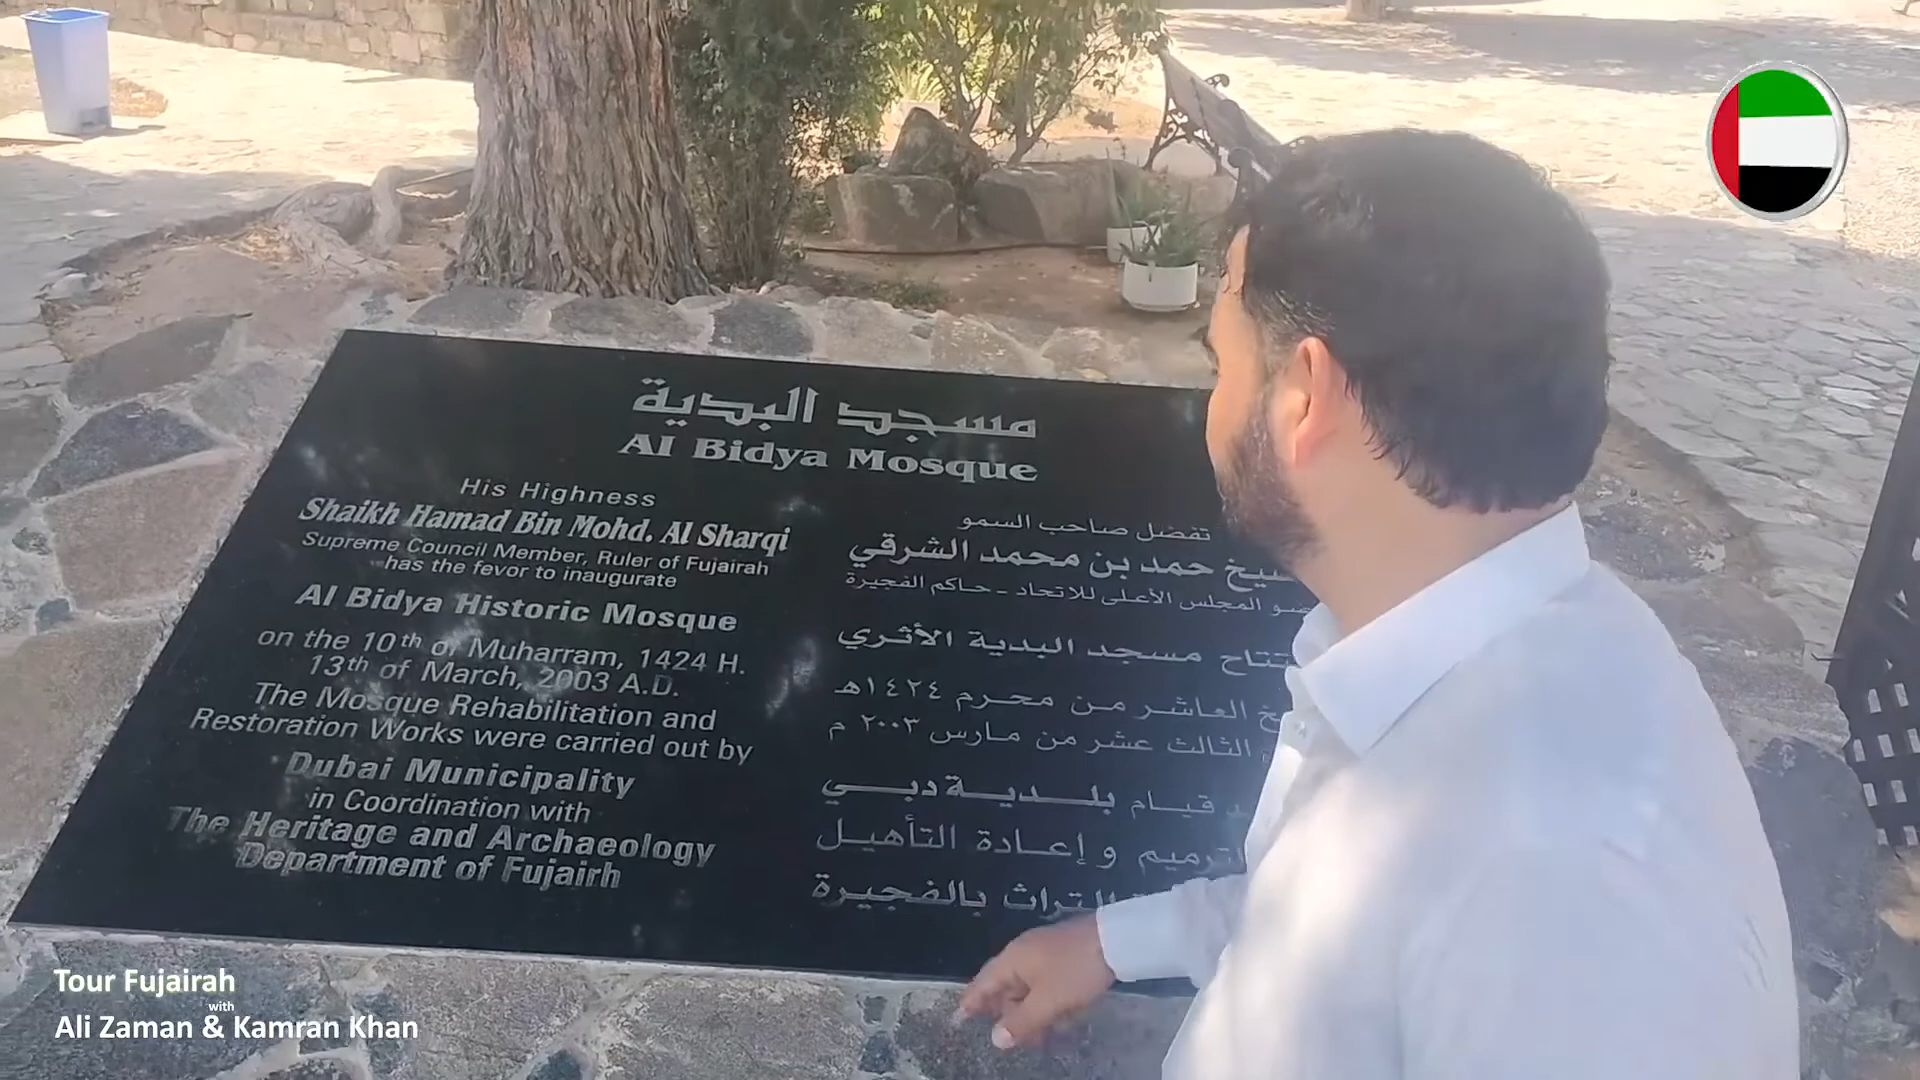 مسجد البدية
Al Bidya Mosque
His Highness
Shaikh Hamad Bin Mohd. Al Sharqi
Supreme Council Member, Ruler of Fujairah
has the fevor to inaugurate
Al Bidya Historic Mosque
on the 10th of Muharram, 1424 H.
13th of March, 2003 A.D.
The Mosque Rehabilitation and
Restoration Works were carried out by
Dubai Municipality
in Coordination with
The Heritage and Archaeology
Department of Fujairh
تفضل صاحب السمو
حمد بن محمد الشرقي
المجلس الأعلى للاتحاد - حاكم الفجيرة
مسجد البدية الأثري
العاشر من محرم ١٤٢٤هـ
الثالث عشر من مارس ٢٠٠٣ م
قيام بلدية دبي
وإعادة التأهيل
التراث بالفجيرة
Tour Fujairah
with
Ali Zaman & Kamran Khan